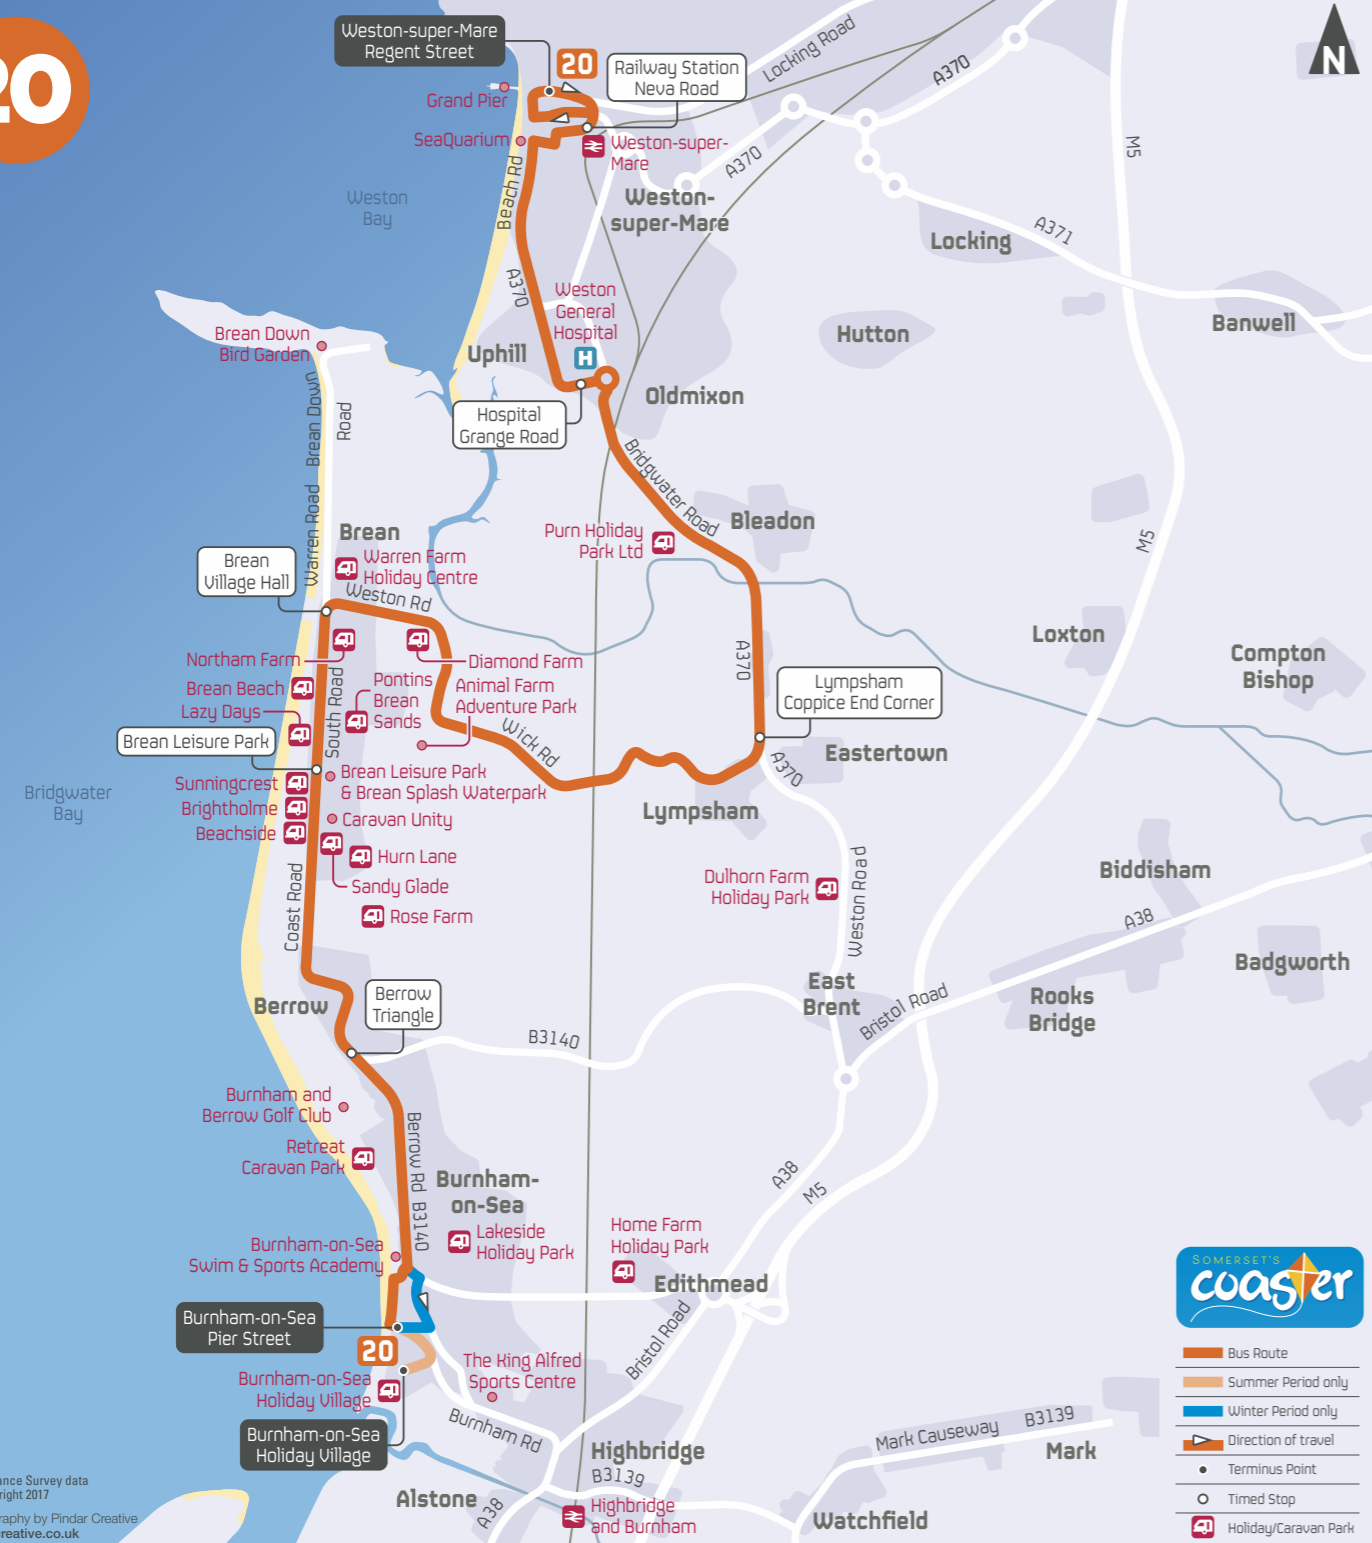 20
Weston-super-Mare
Regent Street
20
Railway Station
Neva Road
Locking Road
A370
N
Grand Pier
SeaQuarium
Weston-super-
Mare
A370
M5
Weston
Bay
Beach Rd
Weston-
super-Mare
Locking
A371
A370
Weston
General
Hospital
H
Brean Down
Bird Garden
Uphill
Hutton
Banwell
Oldmixon
Hospital
Grange Road
Brean Down
Road
Warren Road
Bridgwater Road
Brean
Bleadon
Purn Holiday
Park Ltd
M5
Brean
Village Hall
Warren Farm
Holiday Centre
Weston Rd
Northam Farm
Diamond Farm
A370
Loxton
Compton
Bishop
Brean Beach
Lazy Days
South Road
Pontins
Brean
Sands
Animal Farm
Adventure Park
Lympsham
Coppice End Corner
Brean Leisure Park
Wick Rd
Eastertown
A370
Bridgwater
Bay
Sunningcrest
Brightholme
Beachside
Brean Leisure Park
& Brean Splash Waterpark
Caravan Unity
Lympsham
Hurn Lane
Sandy Glade
Rose Farm
Coast Road
Dulhorn Farm
Holiday Park
Weston Road
Biddisham
A38
Badgworth
Berrow
Berrow
Triangle
East
Brent
Bristol Road
Rooks
Bridge
B3140
Burnham and
Berrow Golf Club
Retreat
Caravan Park
Berrow Rd
B3140
Burnham-
on-Sea
A38
M5
Lakeside
Holiday Park
Home Farm
Holiday Park
Burnham-on-Sea
Swim & Sports Academy
Edithmead
Burnham-on-Sea
Pier Street
20
Bristol Road
The King Alfred
Sports Centre
Burnham-on-Sea
Holiday Village
Burnham-on-Sea
Holiday Village
Burnham Rd
Highbridge
B3139
Mark Causeway
B3139
Mark
Alstone
A38
Highbridge
and Burnham
Watchfield
SOMERSET'S
coaster
Bus Route
Summer Period only
Winter Period only
Direction of travel
Terminus Point
Timed Stop
Holiday/Caravan Park
Survey data
2017
by Pindar Creative